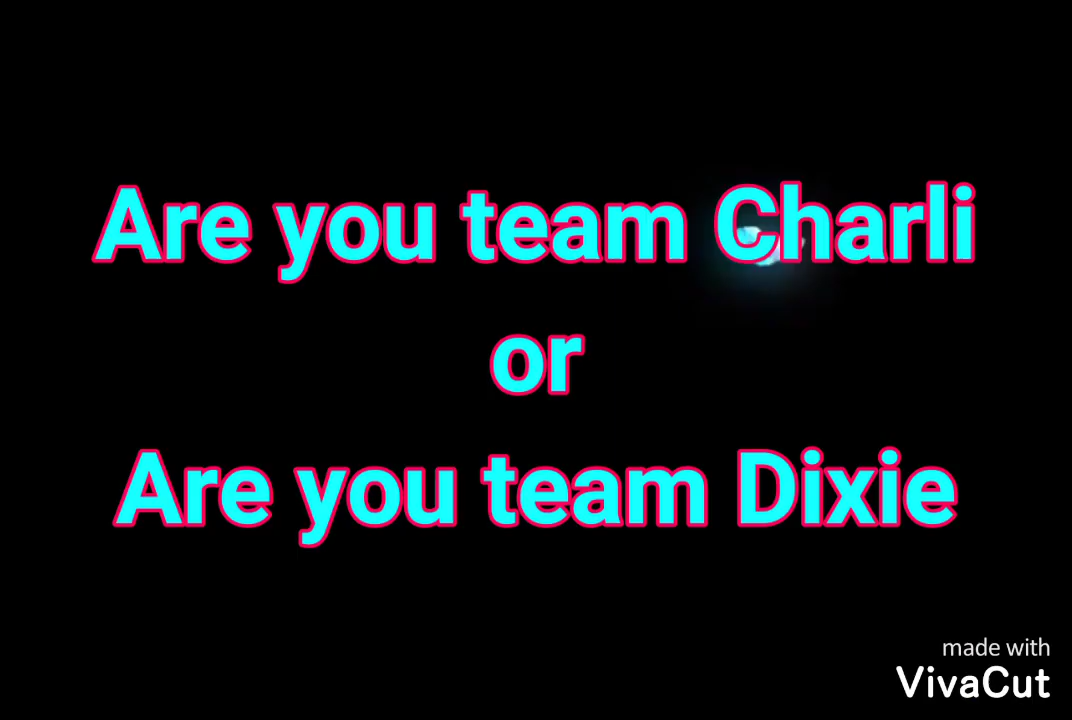 Are you team Charli
or
Are you team Dixie
made with
VivaCut